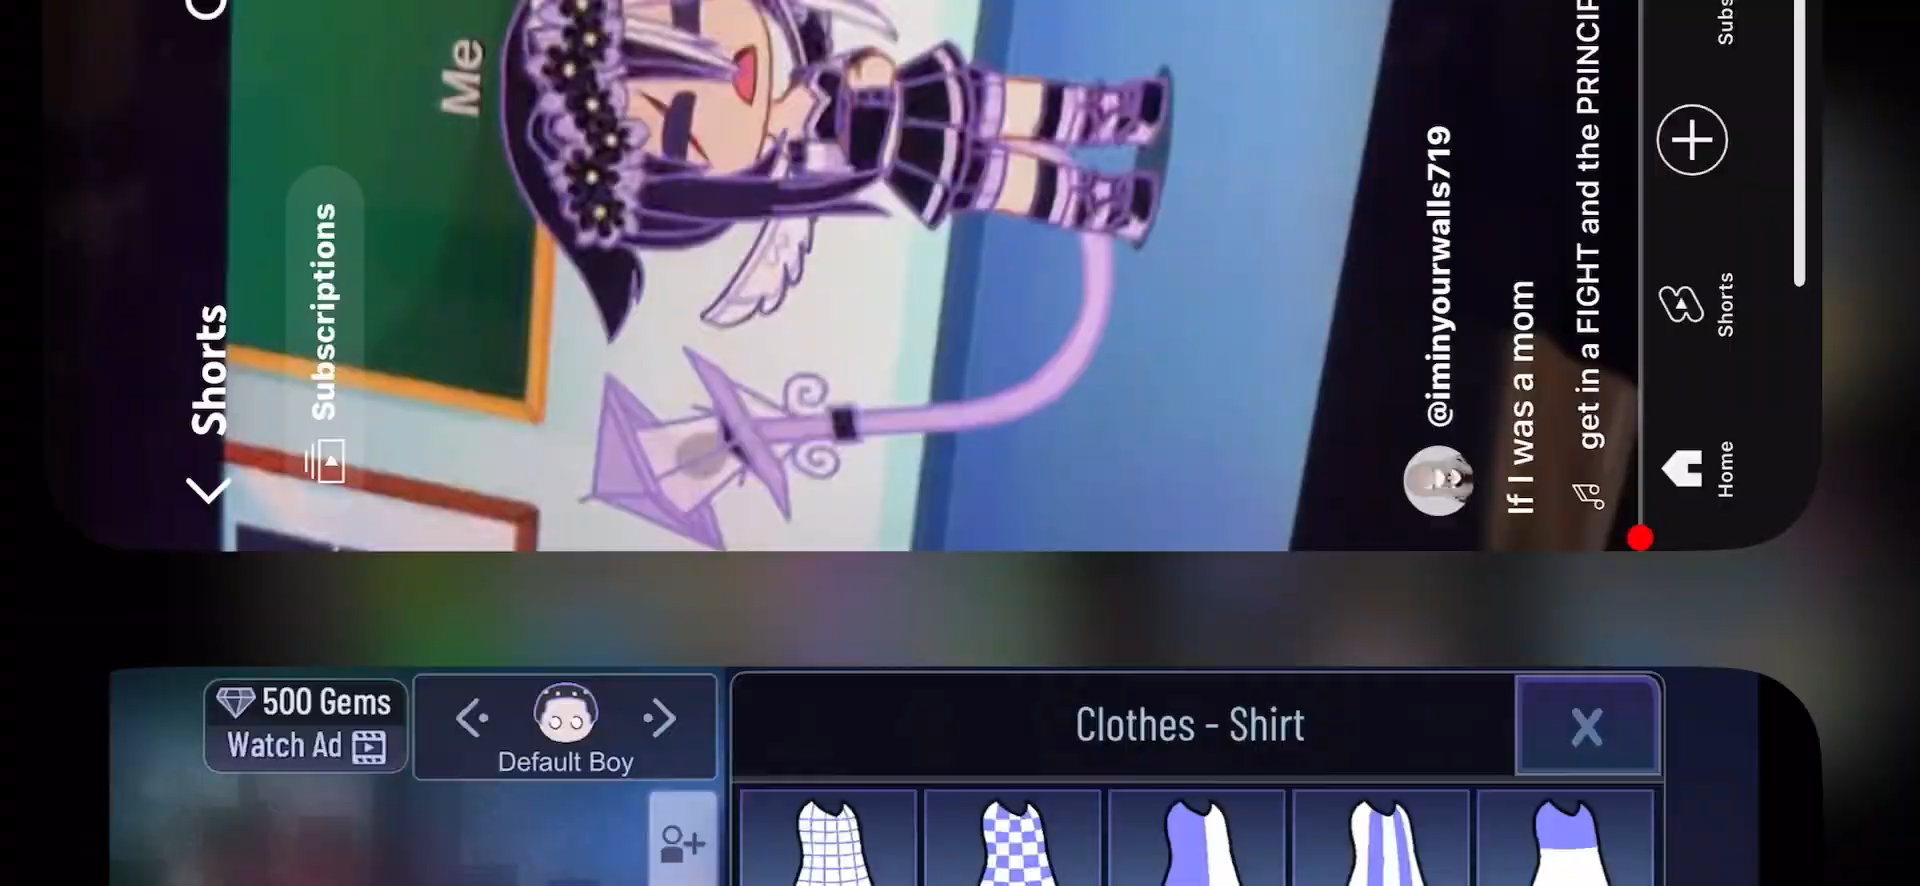 Shorts
Subscriptions
Me
@iminyourwalls719
If I was a mom
get in a FIGHT and the PRINCIP
Home
Shorts
Subs
500 Gems
Watch Ad
Default Boy
Clothes - Shirt
X